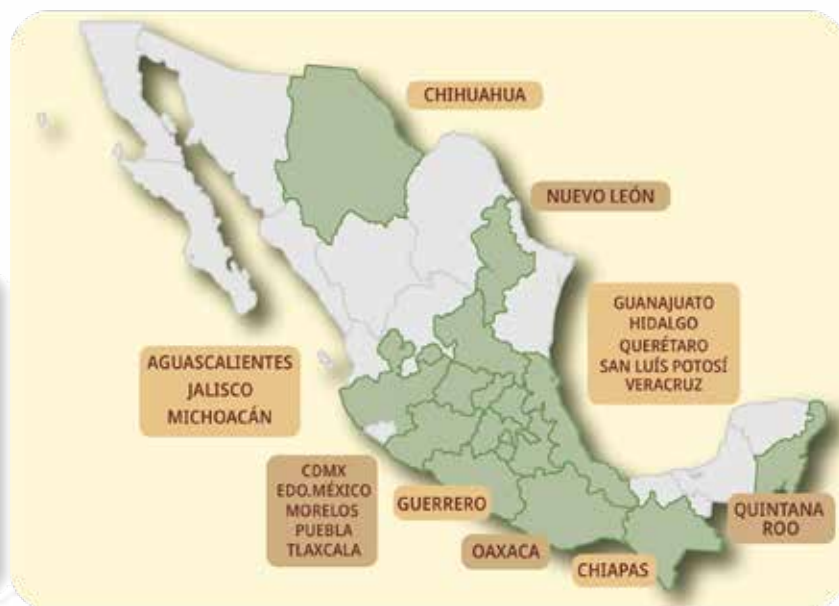 CHIHUAHUA
NUEVO LEÓN
GUANAJUATO
HIDALGO
QUERÉTARO
SAN LUÍS POTOSÍ
VERACRUZ
AGUASCALIENTES
JALISCO
MICHOACÁN
CDMX
EDO.MÉXICO
MORELOS
PUEBLA
TLAXCALA
GUERRERO
OAXACA
CHIAPAS
QUINTANA
ROO